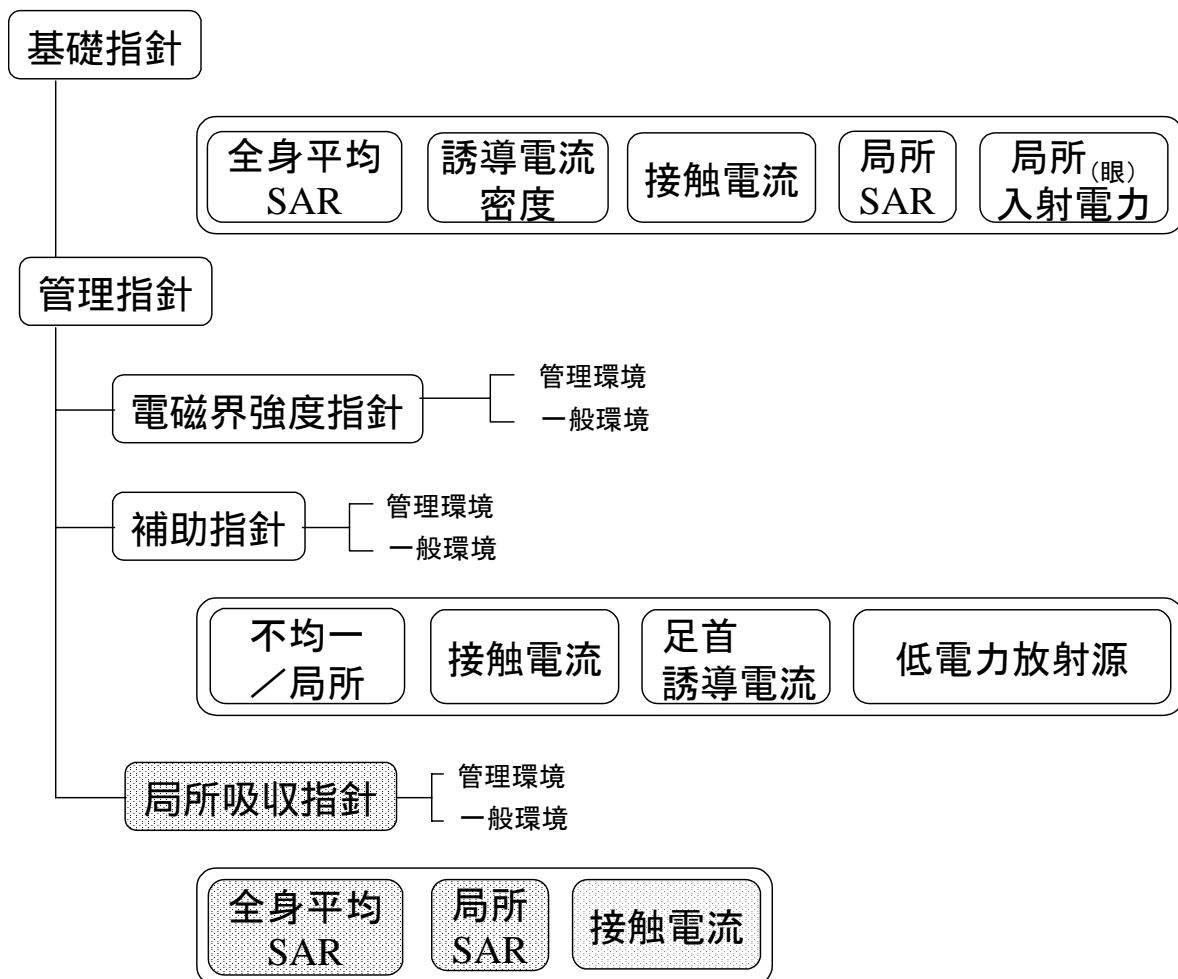 基礎指針
全身平均
SAR
誘導電流
密度
接触電流
局所
SAR
局所(眼)
入射電力
管理指針
電磁界強度指針
管理環境
一般環境
補助指針
管理環境
一般環境
不均一
／局所
接触電流
足首
誘導電流
低電力放射源
局所吸収指針
管理環境
一般環境
全身平均
SAR
局所
SAR
接触電流